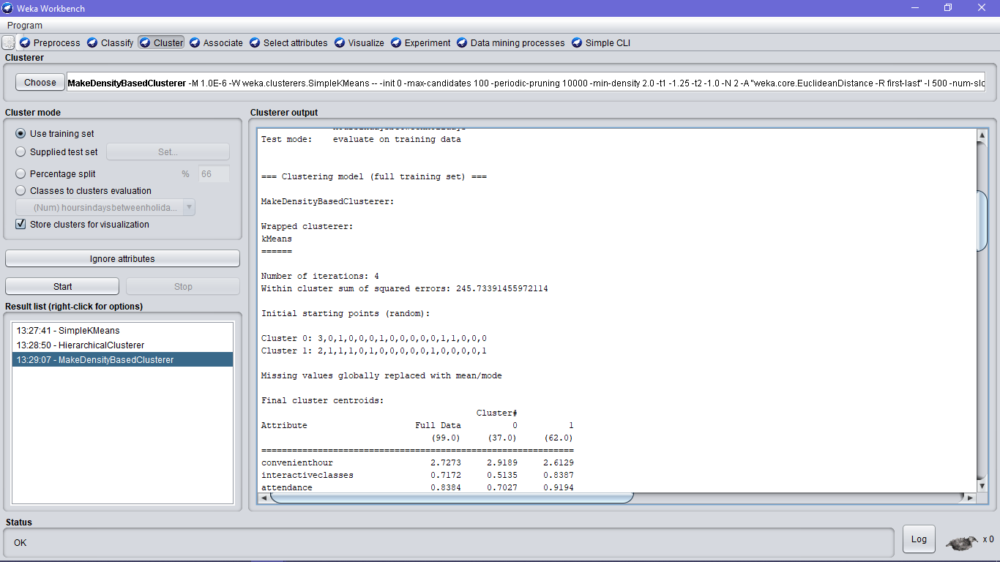 Weka Workbench
Program
Preprocess Classify Cluster Associate Select attributes Visualize Experiment Data mining processes Simple CLI
Clusterer
Choose MakeDensityBasedClusterer -M 1.0E-6 -W weka.clusterers.SimpleKMeans -- -init 0 -max-candidates 100 -periodic-pruning 10000 -min-density 2.0 -t1 -1.25 -t2 -1.0 -N 2 -A "weka.core.EuclideanDistance -R first-last" -I 500 -num-slo
Cluster mode
Use training set
Supplied test set Set...
Percentage split % 66
Classes to clusters evaluation
(Num) hoursindaysbetweenholida...
Store clusters for visualization
Ignore attributes
Start Stop
Result list (right-click for options)
13:27:41 - SimpleKMeans
13:28:50 - HierarchicalClusterer
13:29:07 - MakeDensityBasedClusterer
Clusterer output
Test mode: evaluate on training data
=== Clustering model (full training set) ===
MakeDensityBasedClusterer:
Wrapped clusterer:
kMeans
======
Number of iterations: 4
Within cluster sum of squared errors: 245.73391455972114
Initial starting points (random):
Cluster 0: 3,0,1,0,0,0,1,0,0,0,0,0,1,1,0,0,0
Cluster 1: 2,1,1,1,0,1,0,0,0,0,0,1,0,0,0,0,1
Missing values globally replaced with mean/mode
Final cluster centroids:
Cluster#
Attribute Full Data 0 1
(99.0) (37.0) (62.0)
=============================================================
convenienthour 2.7273 2.9189 2.6129
interactiveclasses 0.7172 0.5135 0.8387
attendance 0.8384 0.7027 0.9194
Status
OK
Log
x 0